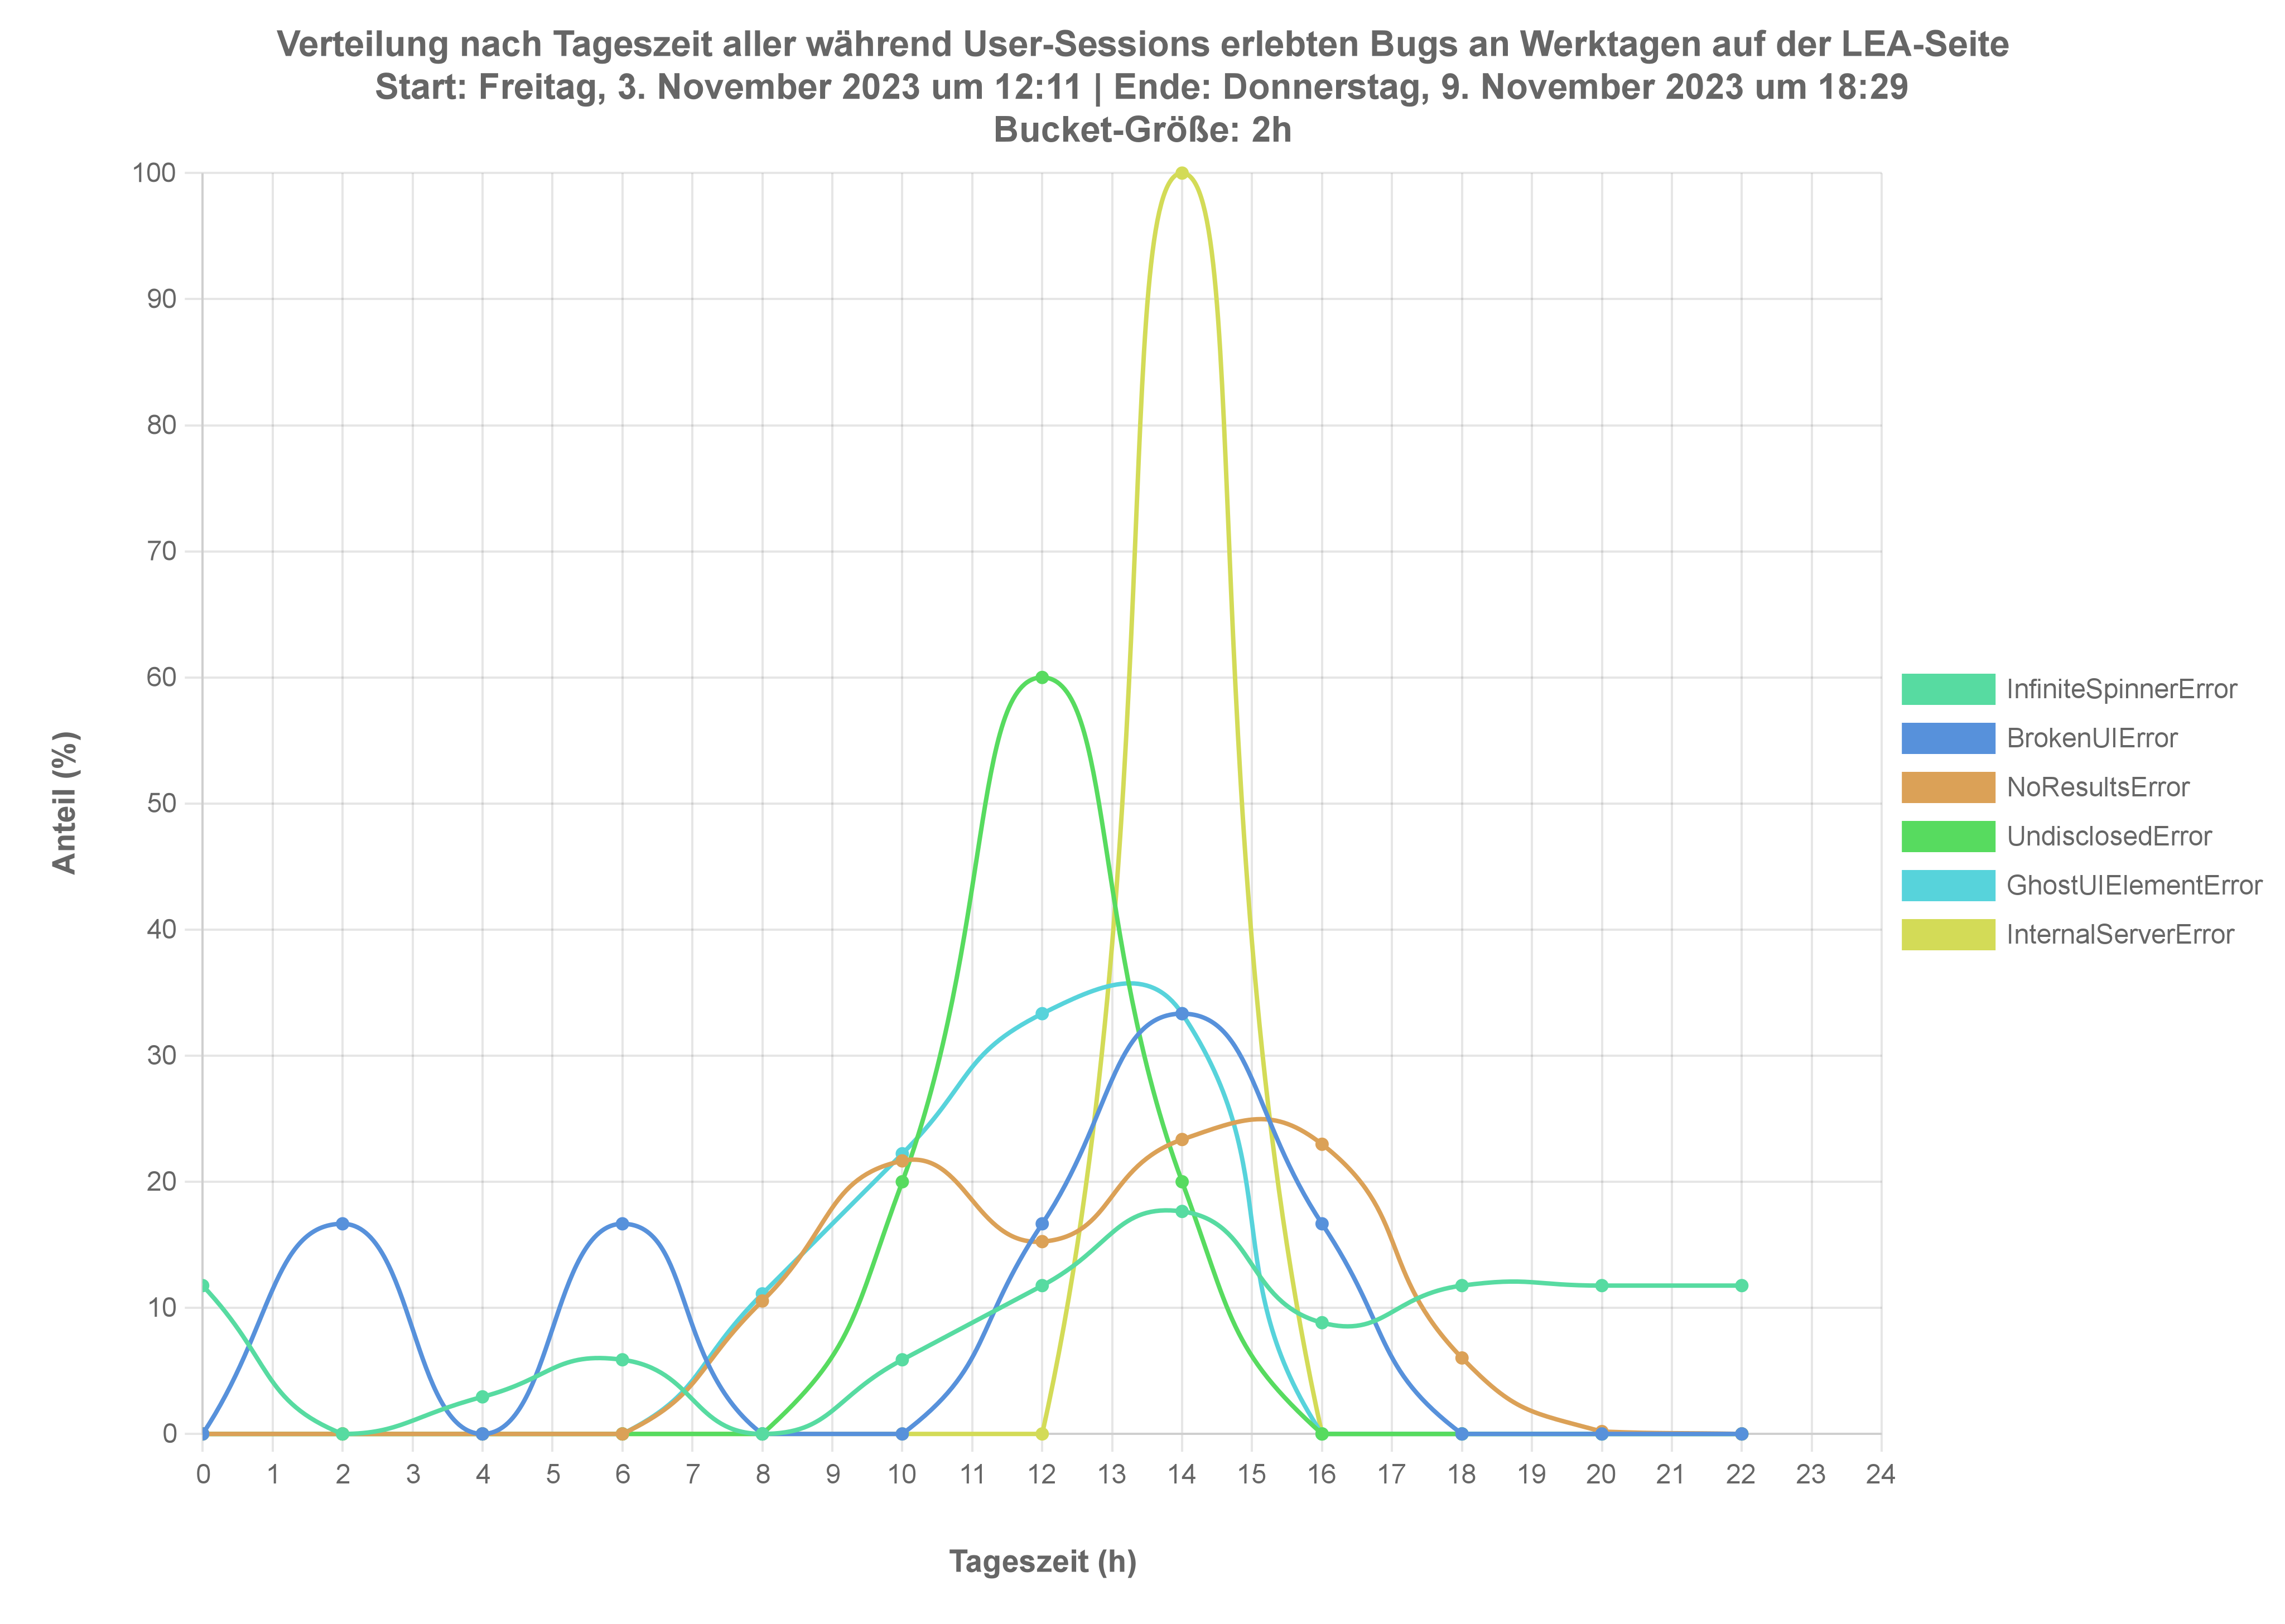 Verteilung nach Tageszeit aller während User-Sessions erlebten Bugs an Werktagen auf der LEA-Seite
Start: Freitag, 3. November 2023 um 12:11 | Ende: Donnerstag, 9. November 2023 um 18:29
Bucket-Größe: 2h
100
90
80
70
60
50
40
30
20
10
0
Anteil (%)
0 1 2 3 4 5 6 7 8 9 10 11 12 13 14 15 16 17 18 19 20 21 22 23 24
Tageszeit (h)
InfiniteSpinnerError
BrokenUIError
NoResultsError
UndisclosedError
GhostUIElementError
InternalServerError